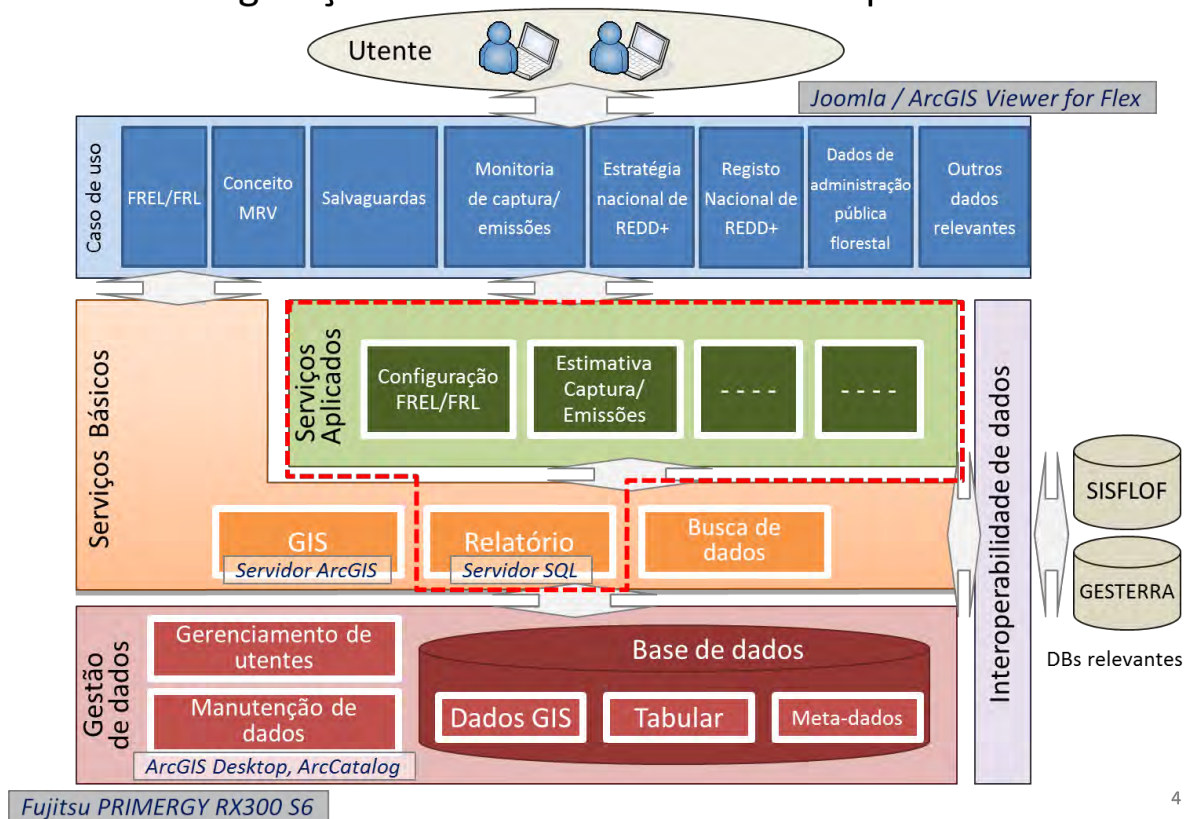 Utente
Joomla / ArcGIS Viewer for Flex
Caso de uso
FREL/FRL
Conceito
MRV
Salvaguardas
Monitoria
de captura/
emissões
Estratégia
nacional de
REDD+
Registo
Nacional de
REDD+
Dados de
administração
pública
florestal
Outros
dados
relevantes
Serviços Básicos
Serviços
Aplicados
Configuração
FREL/FRL
Estimativa
Captura/
Emissões
- - - -
- - - -
GIS
Servidor ArcGIS
Relatório
Servidor SQL
Busca de
dados
Interoperabilidade de dados
SISFLOF
GESTERRA
DBs relevantes
Gestão
de dados
Gerenciamento de
utentes
Manutenção de
dados
ArcGIS Desktop, ArcCatalog
Base de dados
Dados GIS
Tabular
Meta-dados
Fujitsu PRIMERGY RX300 S6
4